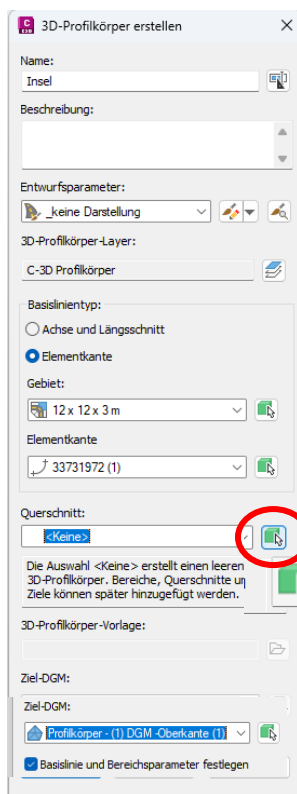 3D-Profilkörper erstellen
Name:
Insel
Beschreibung:
Entwurfsparameter:
_keine Darstellung
3D-Profilkörper-Layer:
C-3D Profilkörper
Basislinientyp:
Achse und Längsschnitt
Elementkante
Gebiet:
12 x 12 x 3 m
Elementkante
33731972 (1)
Querschnitt:
<Keine>
Die Auswahl <Keine> erstellt einen leeren
3D-Profilkörper. Bereiche, Querschnitte un
Ziele können später hinzugefügt werden.
3D-Profilkörper-Vorlage:
Ziel-DGM:
Ziel-DGM:
Profilkörper - (1) DGM -Oberkante (1)
Basislinie und Bereichsparameter festlegen